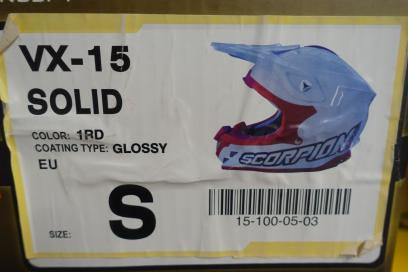 VX-15
SOLID
COLOR: 1RD
COATING TYPE: GLOSSY
EU
SIZE: S
SCORPION
15-100-05-03